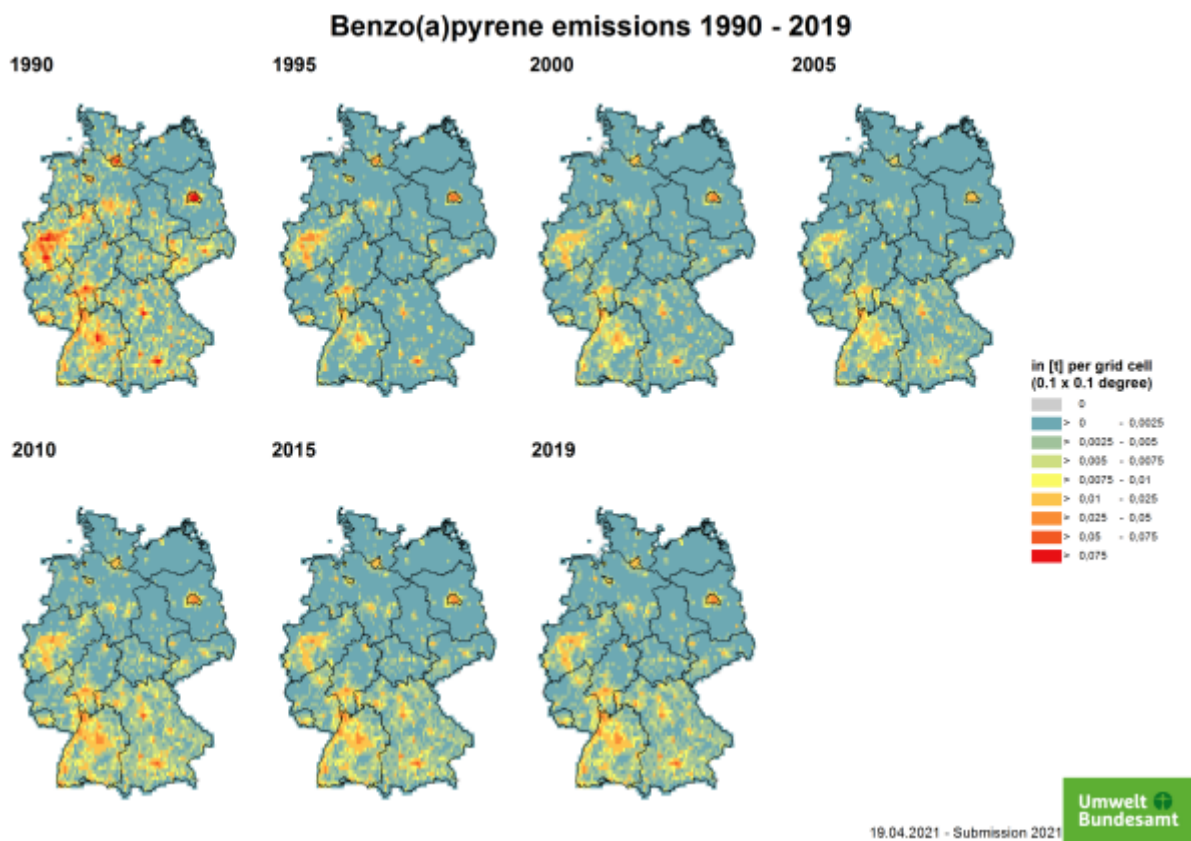 Benzo(a)pyrene emissions 1990 - 2019
1990
1995
2000
2005
in [t] per grid cell
(0.1 x 0.1 degree)
0
> 0 - 0,0025
> 0,0025 - 0,005
> 0,005 - 0,0075
> 0,0075 - 0,01
> 0,01 - 0,025
> 0,025 - 0,05
> 0,05 - 0,075
> 0,075
2010
2015
2019
Umwelt
Bundesamt
19.04.2021 - Submission 2021